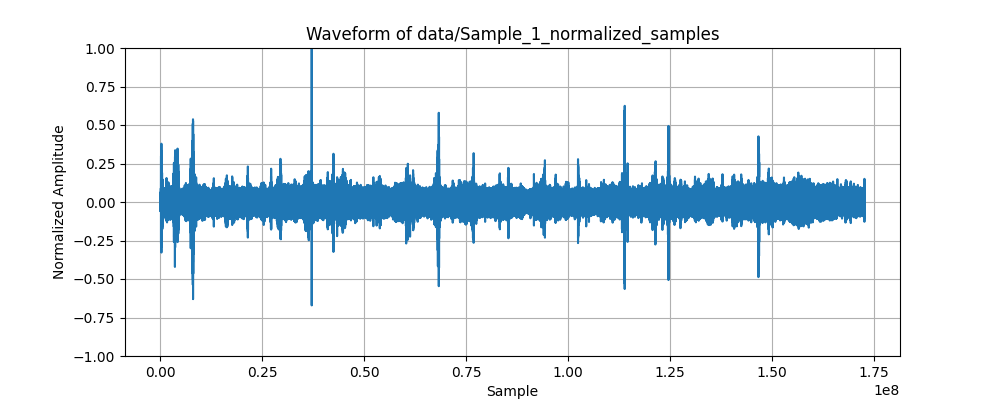 Waveform of data/Sample_1_normalized_samples
Normalized Amplitude
1.00
0.75
0.50
0.25
0.00
−0.25
−0.50
−0.75
−1.00
0.00 0.25 0.50 0.75 1.00 1.25 1.50 1.75
1e8
Sample